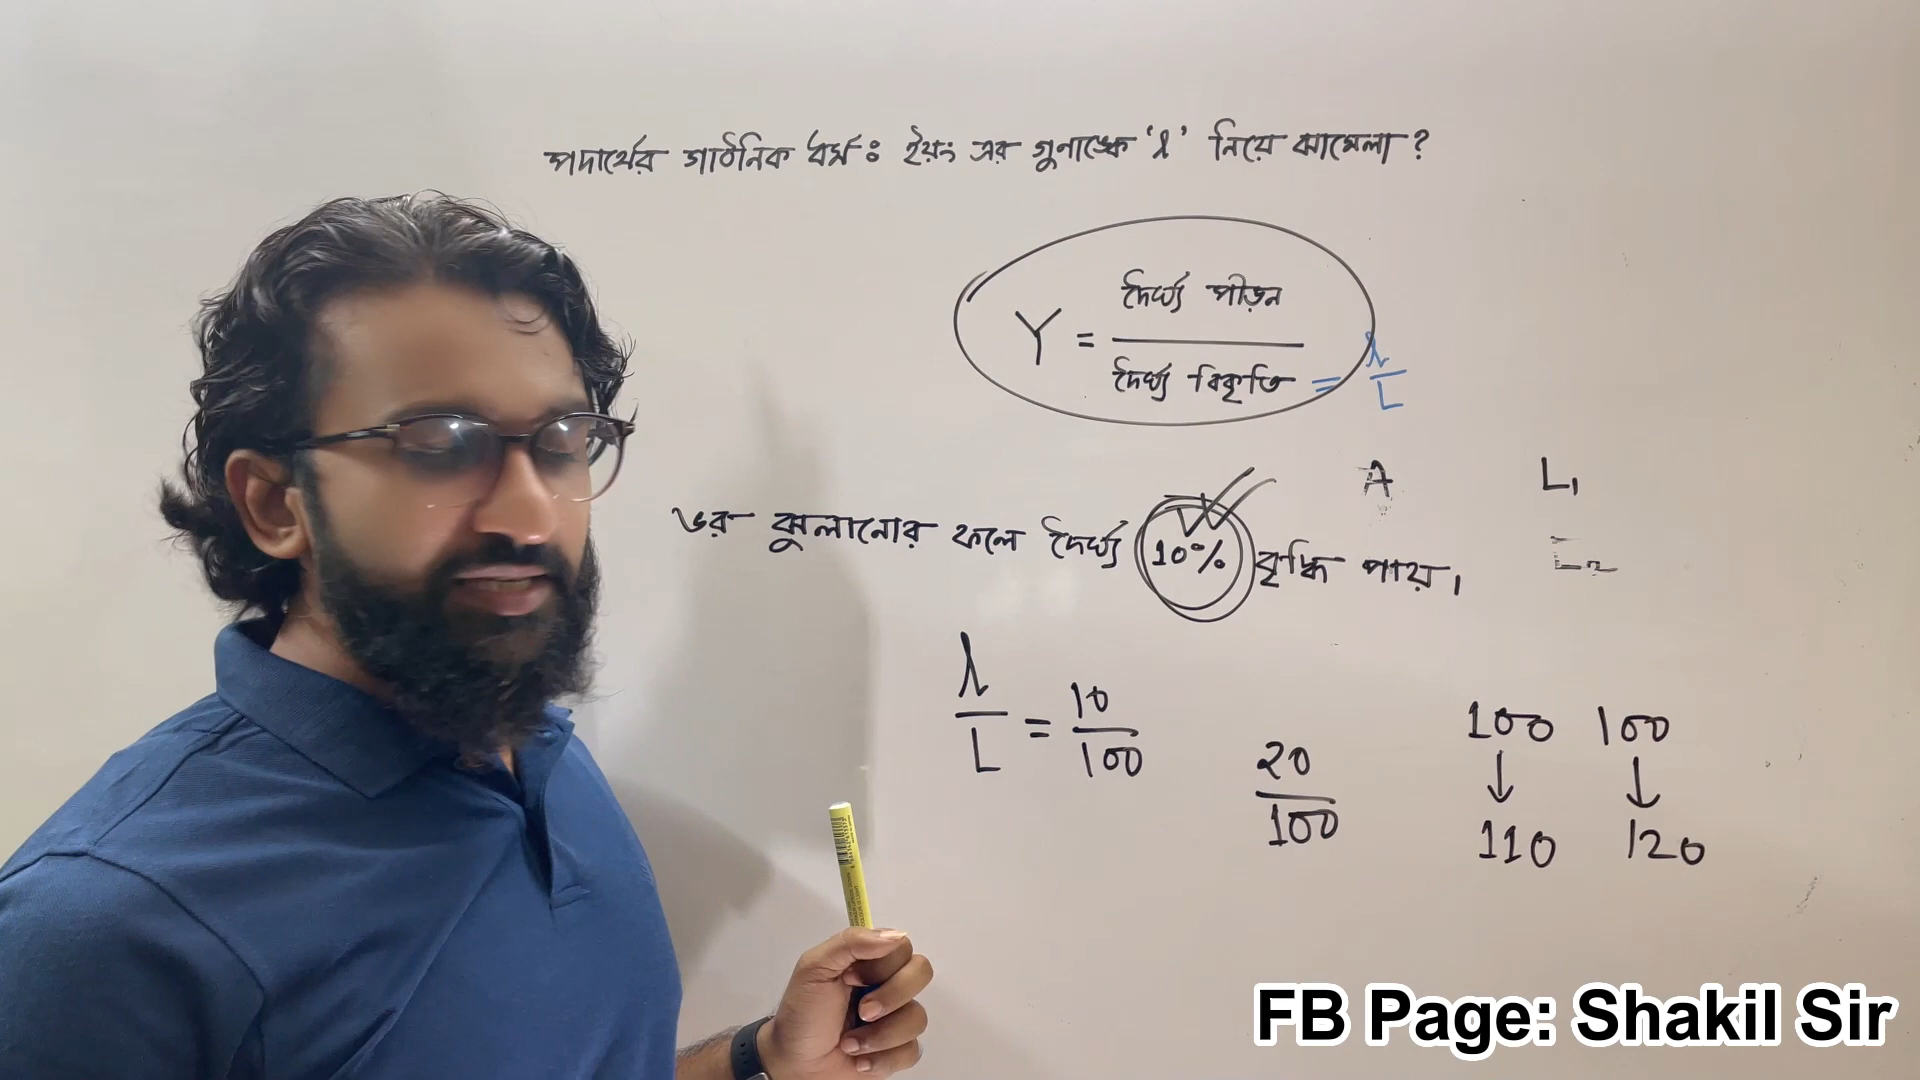 পদার্থের গাঠনিক ধর্ম ঃ ইয়ং এর গুণাঙ্কে 'l' নিয়ে ঝামেলা ?
Y = দৈর্ঘ্য পীড়ন / দৈর্ঘ্য বিকৃতি = l/L
A L₁
ভর ঝুলানোর ফলে দৈর্ঘ্য 10% বৃদ্ধি পায়।
l/L = 10/100
20/100
100 100
↓ ↓
110 120
FB Page: Shakil Sir